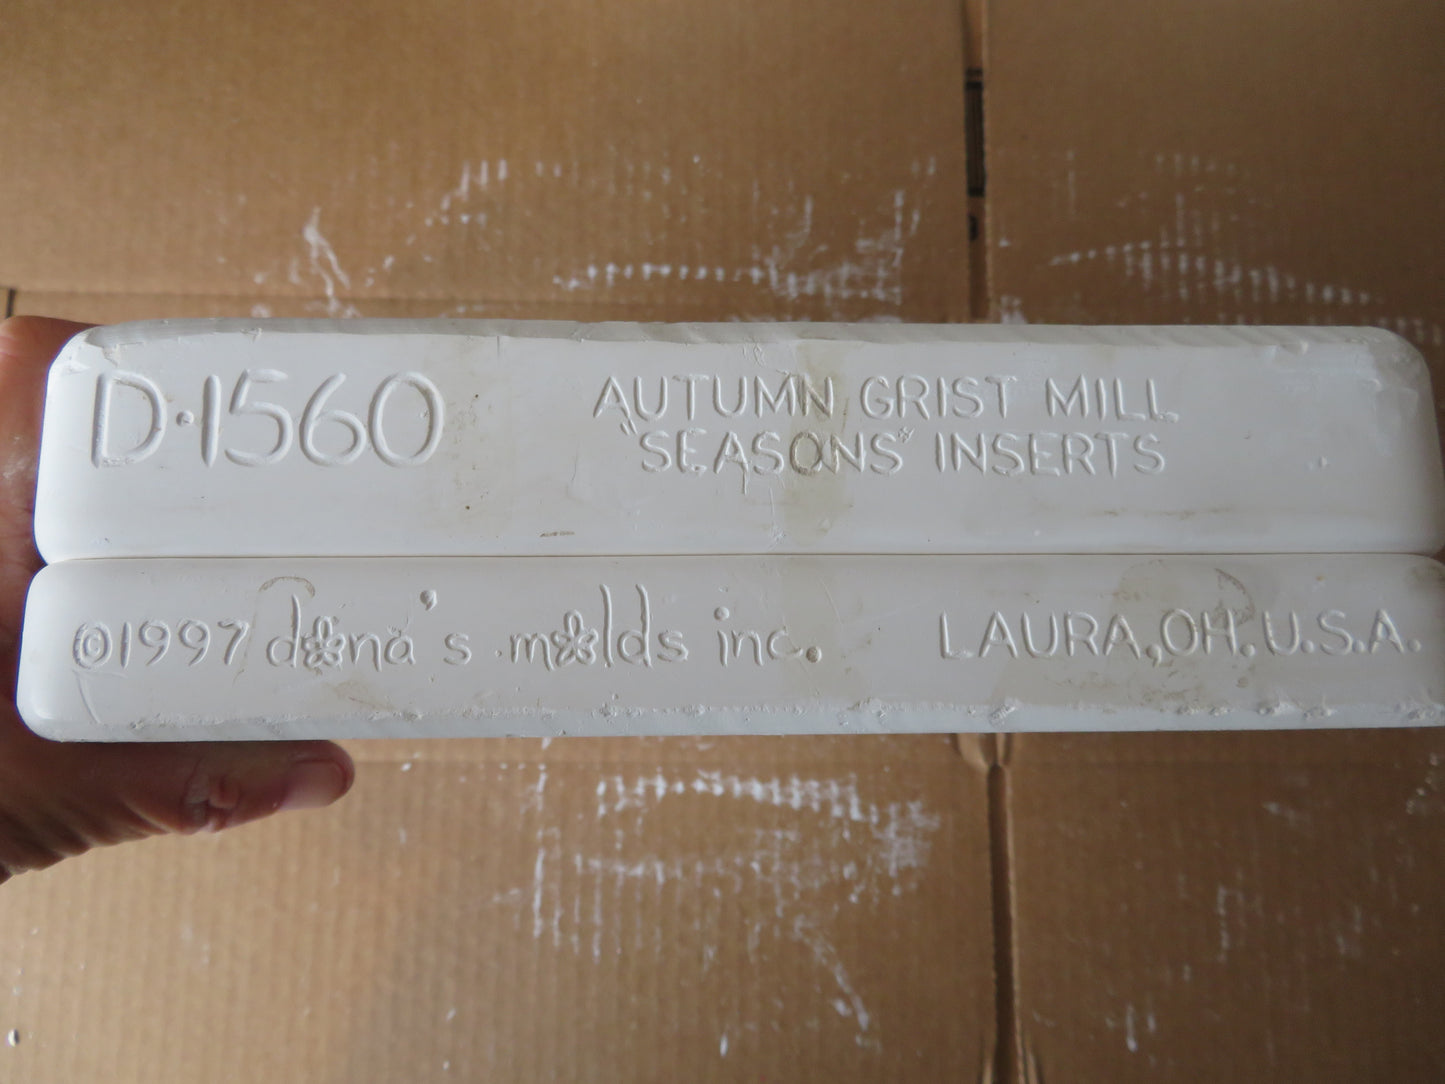 D·1560
AUTUMN GRIST MILL
"SEASONS" INSERTS
©1997 dona's molds inc.
LAURA, OH. U.S.A.